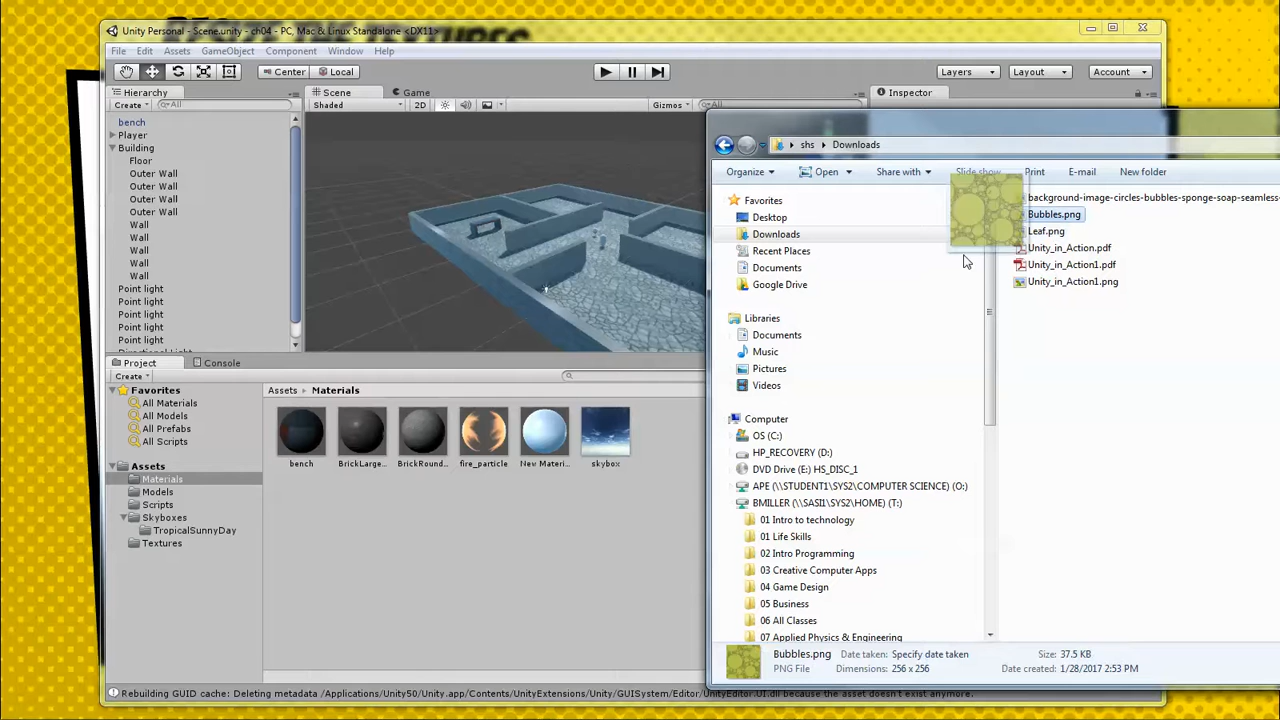 RESIZE THE TEXTURES
Unity Personal - Scene.unity - ch04 - PC, Mac & Linux Standalone <DX11>
File Edit Assets GameObject Component Window Help
Center Local Layers Layout Account
Hierarchy Scene Game Inspector
Create All Shaded 2D Gizmos All
bench
Player
Building
Floor
Outer Wall
Outer Wall
Outer Wall
Outer Wall
Wall
Wall
Wall
Wall
Wall
Point light
Point light
Point light
Point light
Directional Light
Project Console
Create
Favorites
All Materials
All Models
All Prefabs
All Scripts
Assets
Materials
Models
Scripts
Skyboxes
TropicalSunnyDay
Textures
Assets Materials
bench BrickLarge... BrickRound... fire_particle New Materi... skybox
Rebuilding GUID cache: Deleting metadata /Applications/Unity50/Unity.app/Contents/UnityExtensions/Unity/GUISystem/Editor/UnityEditor.UI.dll because the asset doesn't exist anymore.
shs Downloads
Organize Open Share with Slide show Print E-mail New folder
Favorites
Desktop
Downloads
Recent Places
Documents
Google Drive
Libraries
Documents
Music
Pictures
Videos
Computer
OS (C:)
HP_RECOVERY (D:)
DVD Drive (E:) HS_DISC_1
APE (\\STUDENT1\SYS2\COMPUTER SCIENCE) (O:)
BMILLER (\\SASI1\SYS2\HOME) (T:)
01 Intro to technology
01 Life Skills
02 Intro Programming
03 Creative Computer Apps
04 Game Design
05 Business
06 All Classes
07 Applied Physics & Engineering
background-image-circles-bubbles-sponge-soap-seamless-
Bubbles.png
Leaf.png
Unity_in_Action.pdf
Unity_in_Action1.pdf
Unity_in_Action1.png
Bubbles.png Date taken: Specify date taken Size: 37.5 KB
PNG File Dimensions: 256 x 256 Date created: 1/28/2017 2:53 PM